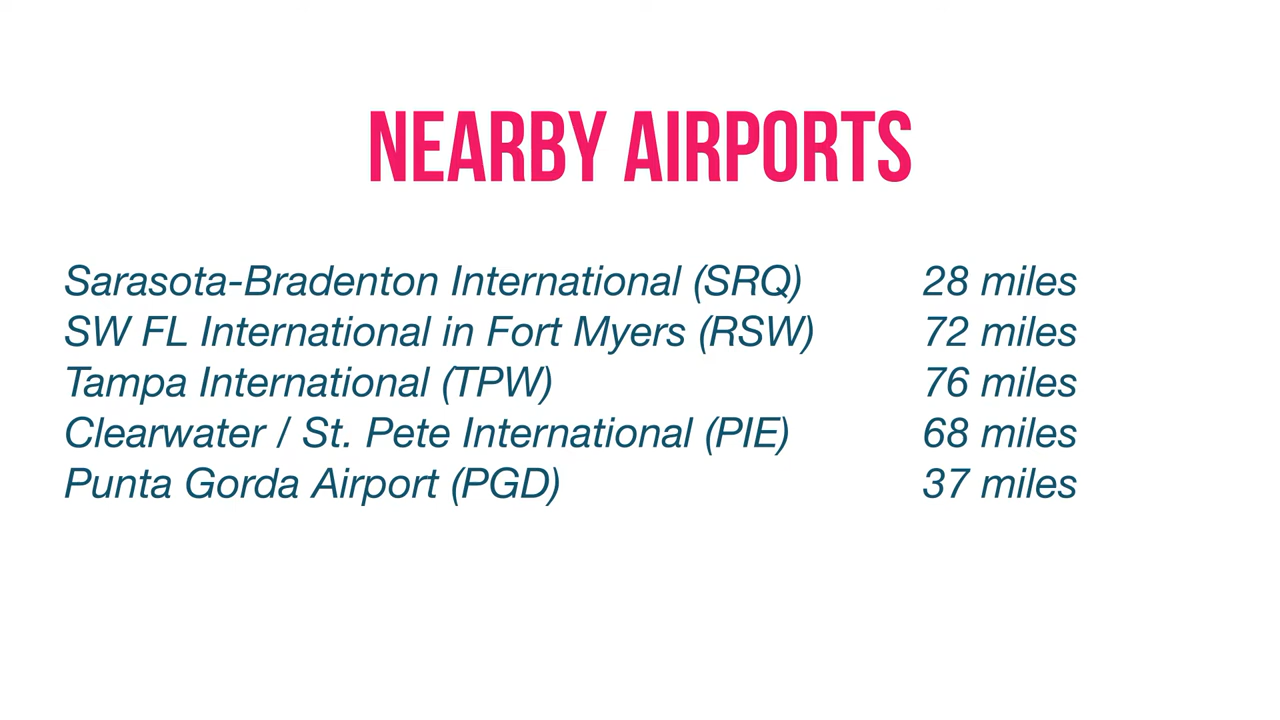 NEARBY AIRPORTS
Sarasota-Bradenton International (SRQ) 28 miles
SW FL International in Fort Myers (RSW) 72 miles
Tampa International (TPW) 76 miles
Clearwater / St. Pete International (PIE) 68 miles
Punta Gorda Airport (PGD) 37 miles